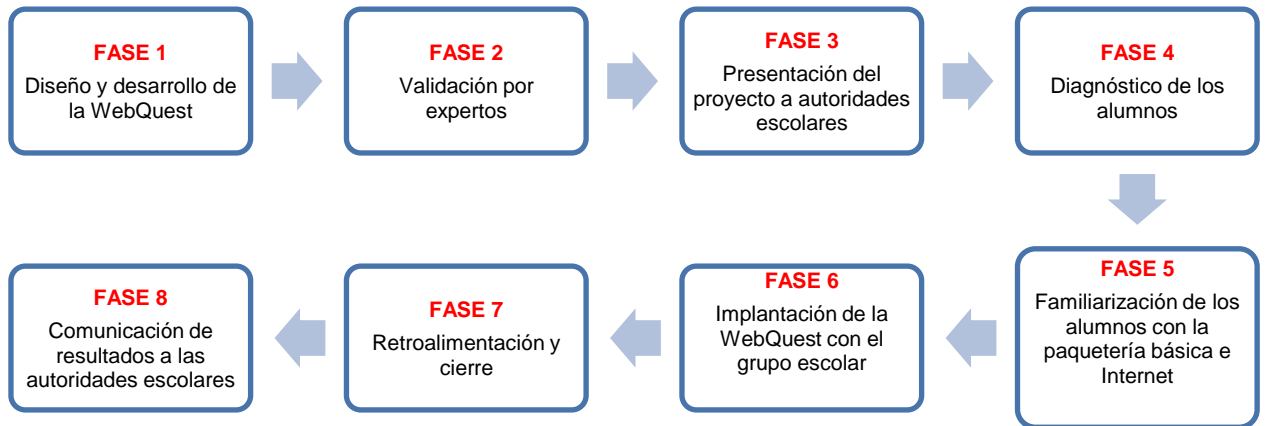 FASE 1
Diseño y desarrollo de
la WebQuest
FASE 2
Validación por
expertos
FASE 3
Presentación del
proyecto a autoridades
escolares
FASE 4
Diagnóstico de los
alumnos
FASE 5
Familiarización de los
alumnos con la
paquetería básica e
Internet
FASE 6
Implantación de la
WebQuest con el
grupo escolar
FASE 7
Retroalimentación y
cierre
FASE 8
Comunicación de
resultados a las
autoridades escolares